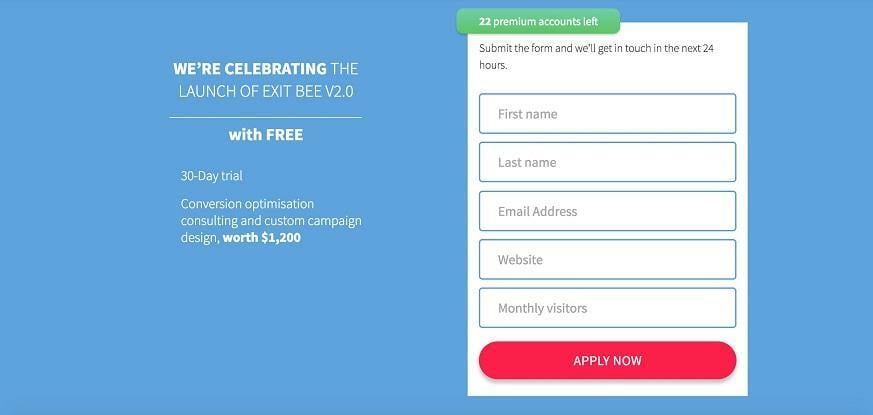 WE'RE CELEBRATING THE
LAUNCH OF EXIT BEE V2.0
with FREE
30-Day trial
Conversion optimisation
consulting and custom campaign
design, worth $1,200
22 premium accounts left
Submit the form and we'll get in touch in the next 24
hours.
First name
Last name
Email Address
Website
Monthly visitors
APPLY NOW